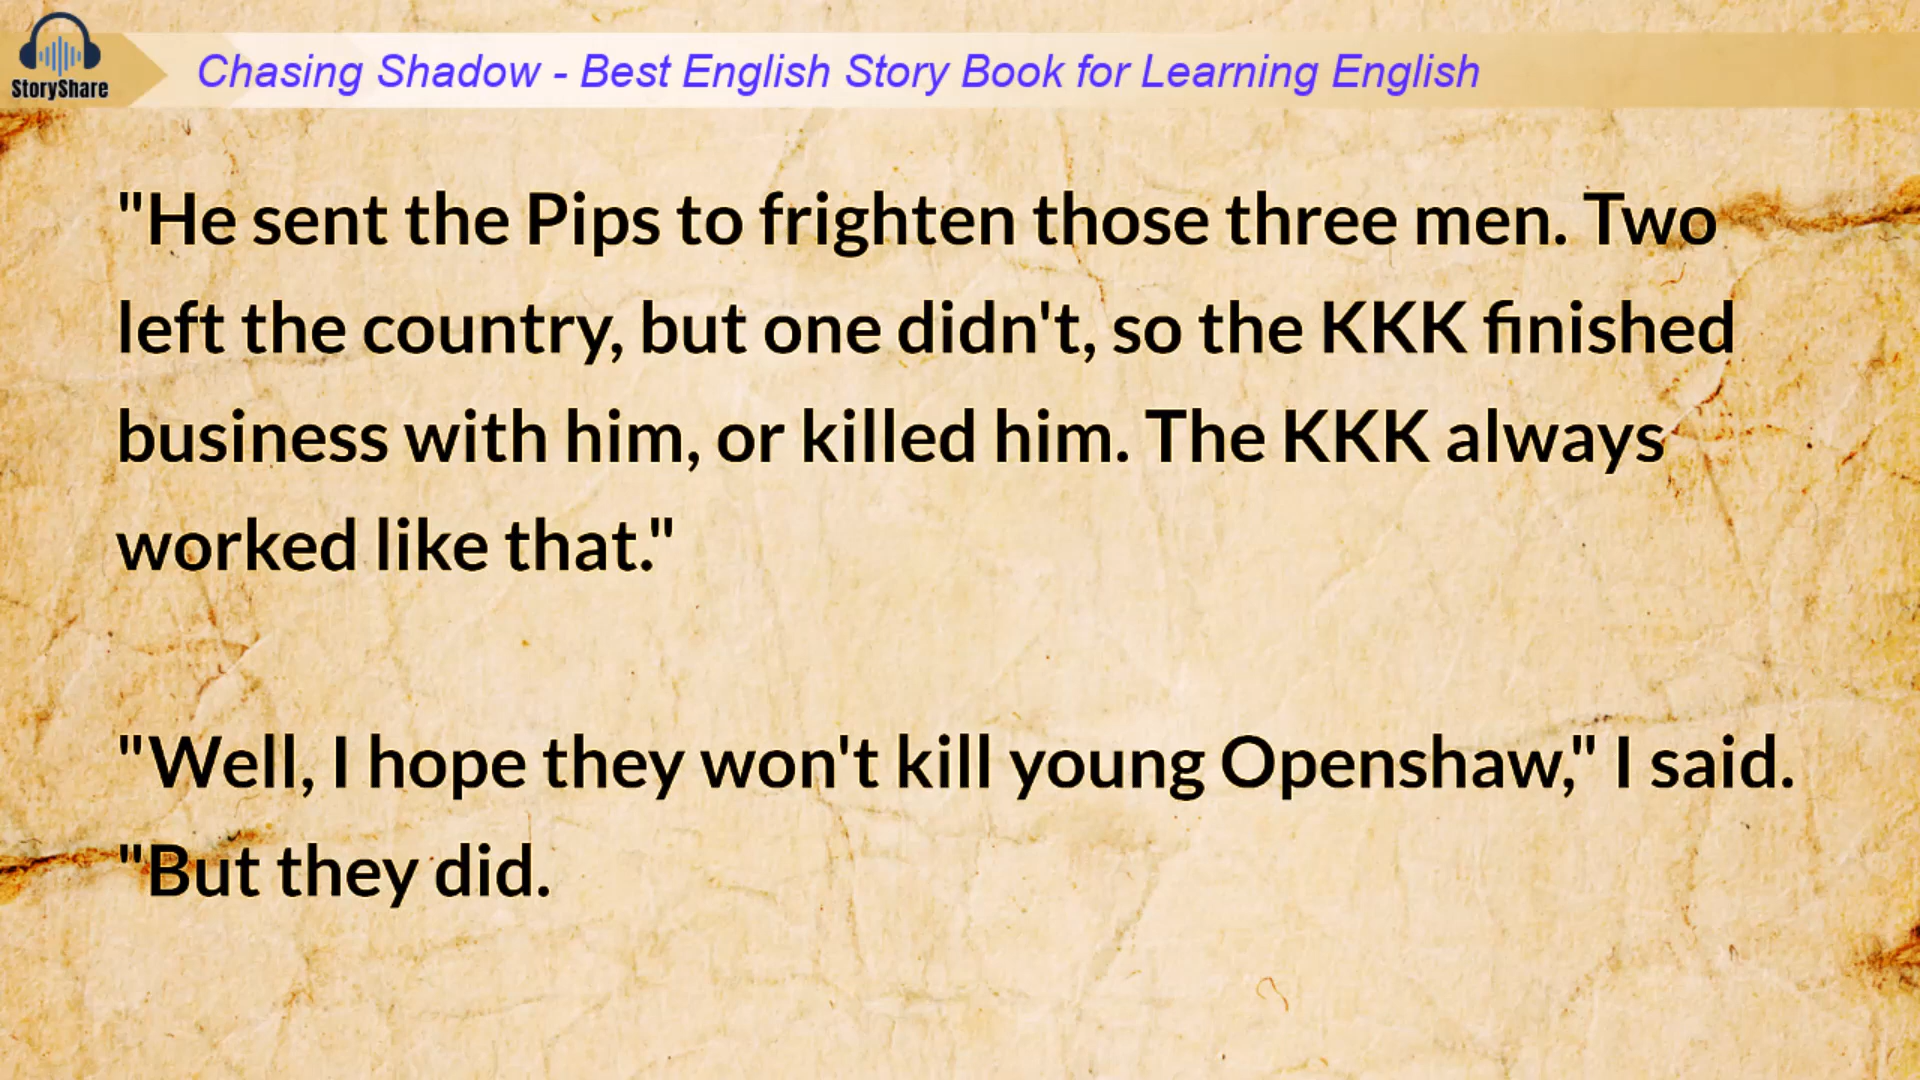 StoryShare
Chasing Shadow - Best English Story Book for Learning English
"He sent the Pips to frighten those three men. Two
left the country, but one didn't, so the KKK finished
business with him, or killed him. The KKK always
worked like that."
"Well, I hope they won't kill young Openshaw," I said.
"But they did.